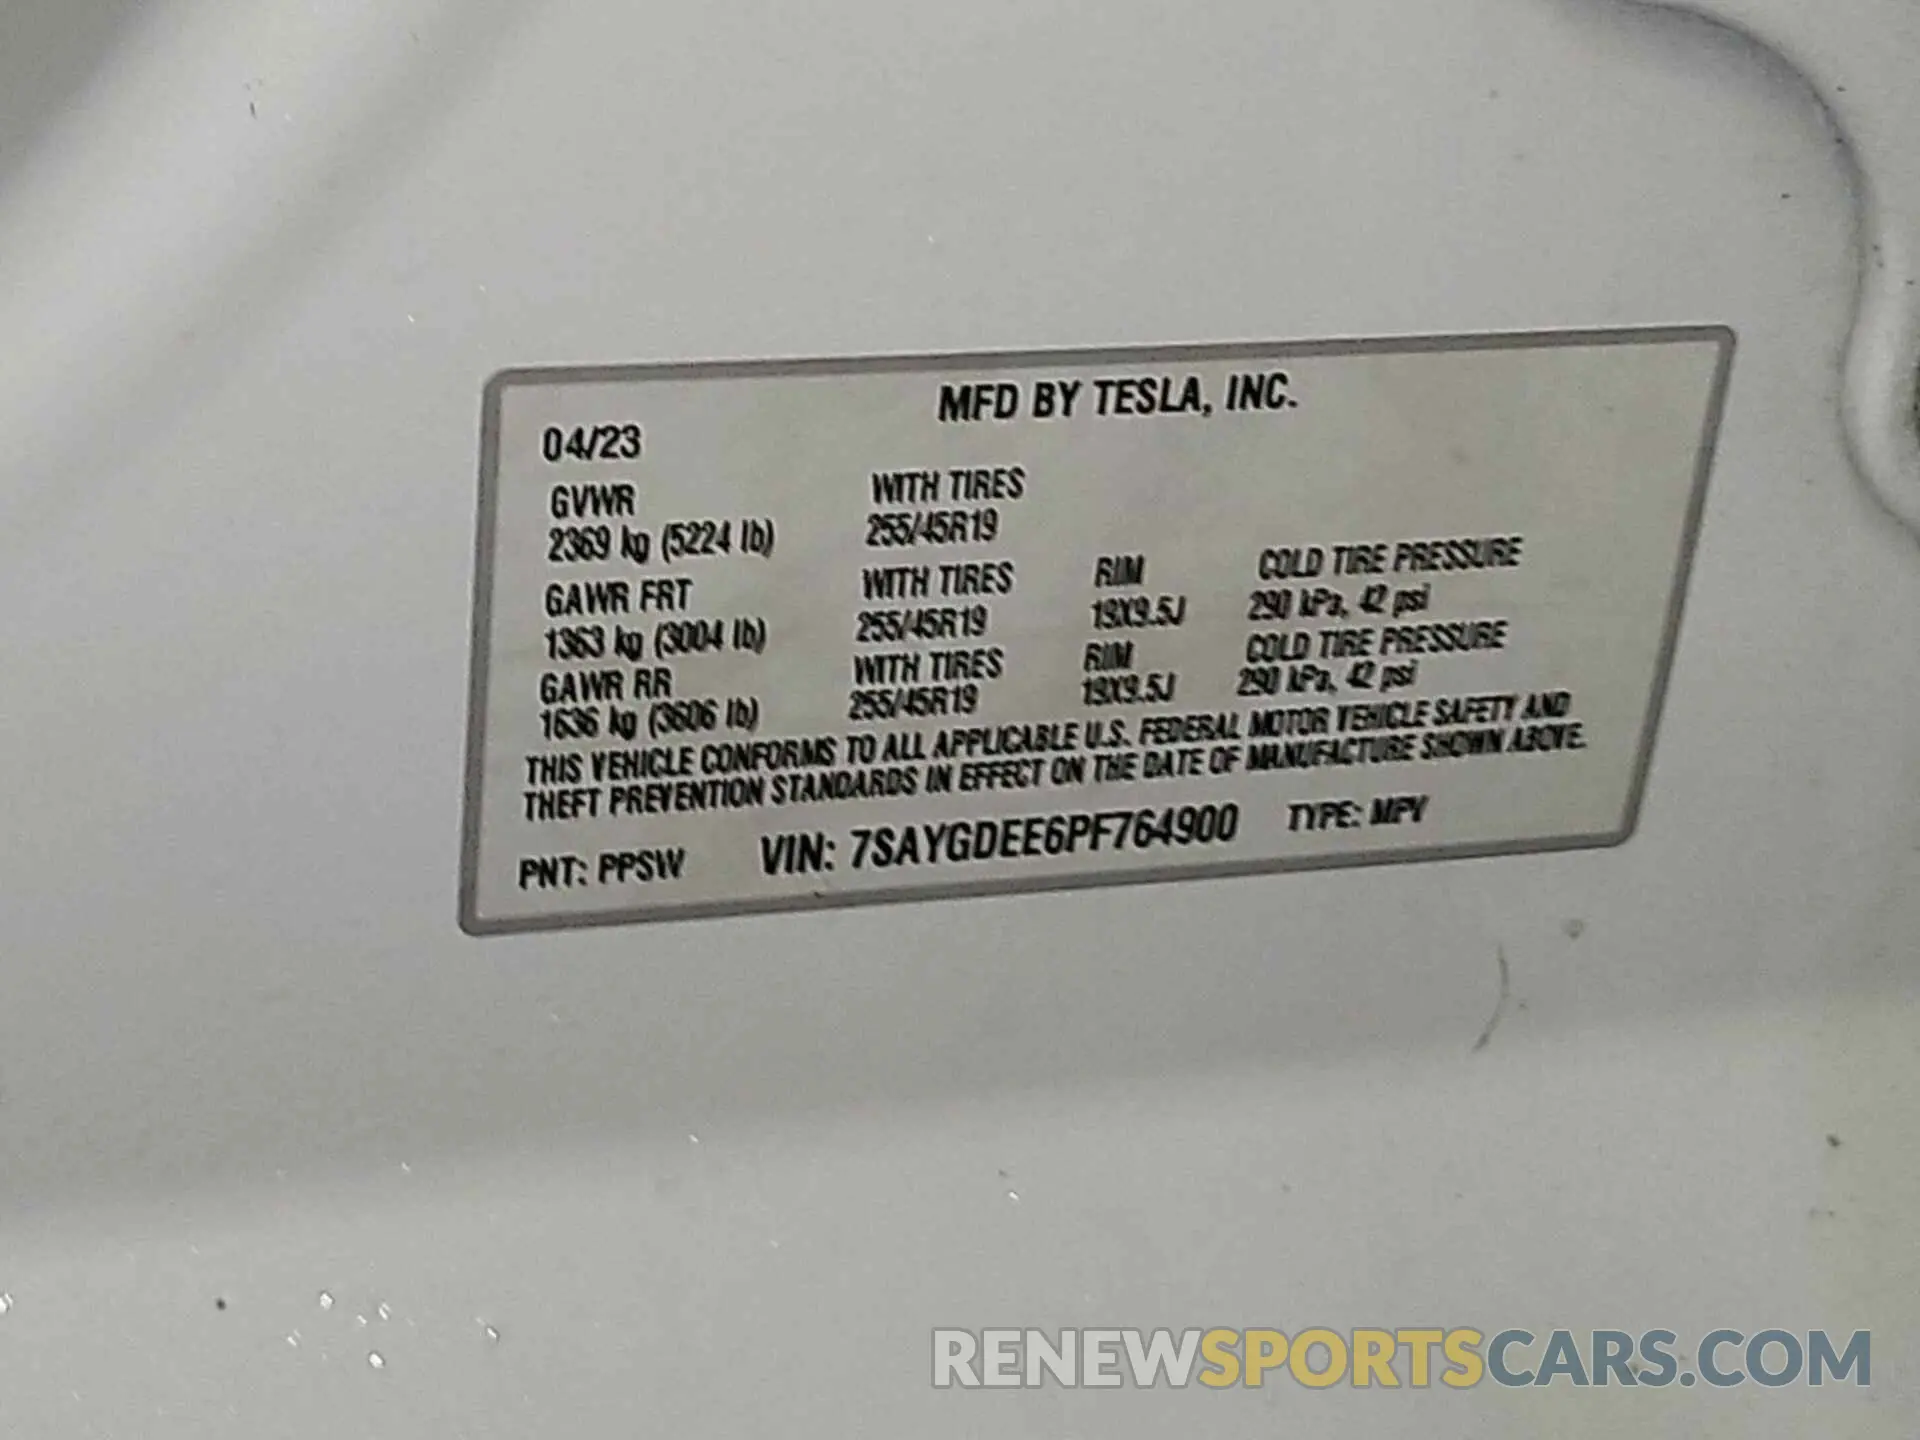 MFD BY TESLA, INC.
04/23
GVWR WITH TIRES
2369 kg (5224 lb) 255/45R19
GAWR FRT WITH TIRES RIM COLD TIRE PRESSURE
1363 kg (3004 lb) 255/45R19 19X9.5J 290 kPa, 42 psi
GAWR RR WITH TIRES RIM COLD TIRE PRESSURE
1636 kg (3606 lb) 255/45R19 19X9.5J 290 kPa, 42 psi
THIS VEHICLE CONFORMS TO ALL APPLICABLE U.S. FEDERAL MOTOR VEHICLE SAFETY AND
THEFT PREVENTION STANDARDS IN EFFECT ON THE DATE OF MANUFACTURE SHOWN ABOVE.
PNT: PPSW VIN: 7SAYGDEE6PF764900 TYPE: MPV
RENEWSPORTSCARS.COM